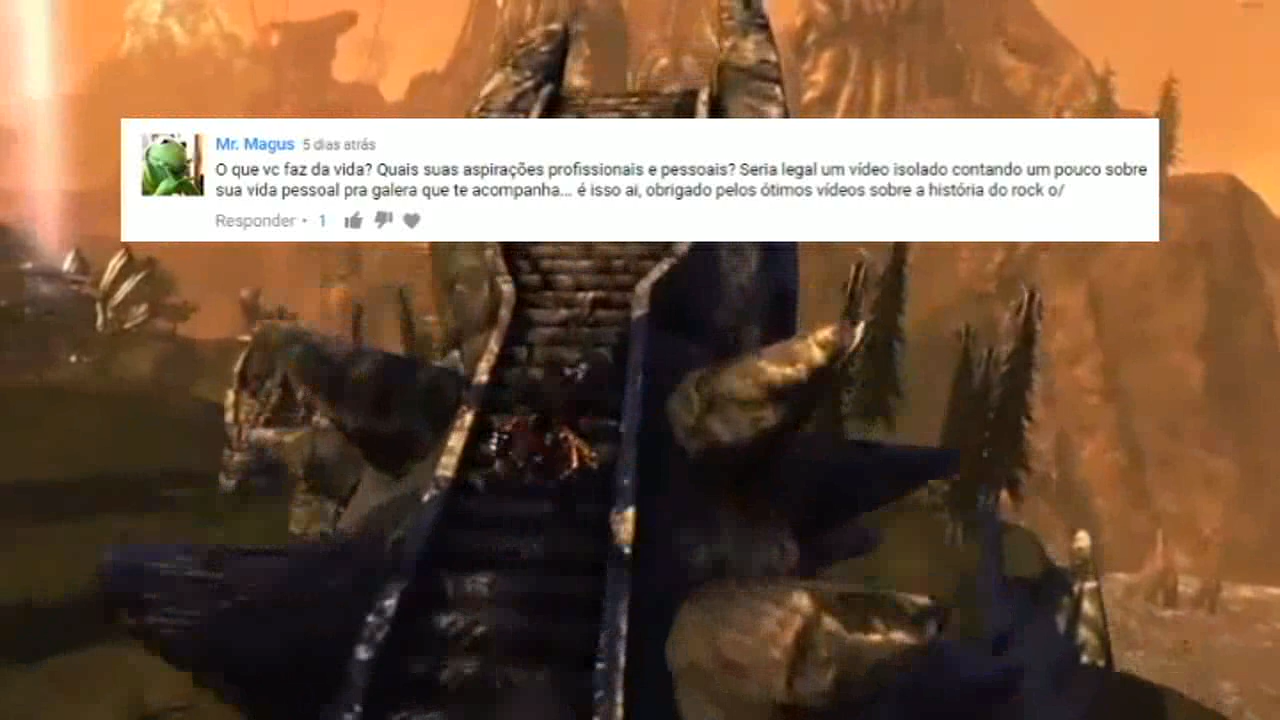 Mr. Magus 5 dias atrás
O que vc faz da vida? Quais suas aspirações profissionais e pessoais? Seria legal um vídeo isolado contando um pouco sobre
sua vida pessoal pra galera que te acompanha... é isso ai, obrigado pelos ótimos vídeos sobre a história do rock o/
Responder • 1